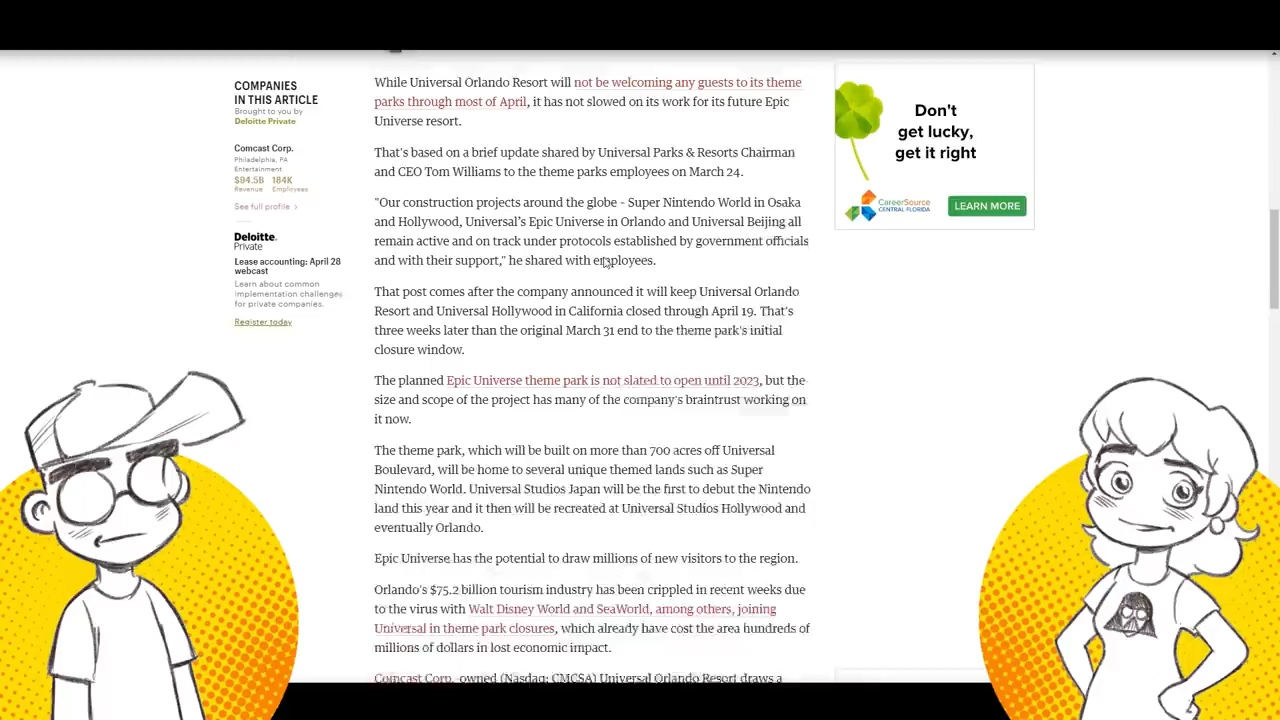 COMPANIES
IN THIS ARTICLE
Brought to you by
Deloitte Private
Comcast Corp.
Philadelphia, PA
Entertainment
$94.5B 184K
Revenue Employees
See full profile >
Deloitte.
Private
Lease accounting: April 28
webcast
Learn about common
implementation challenges
for private companies.
Register today
While Universal Orlando Resort will not be welcoming any guests to its theme
parks through most of April, it has not slowed on its work for its future Epic
Universe resort.
That's based on a brief update shared by Universal Parks & Resorts Chairman
and CEO Tom Williams to the theme parks employees on March 24.
"Our construction projects around the globe - Super Nintendo World in Osaka
and Hollywood, Universal's Epic Universe in Orlando and Universal Beijing all
remain active and on track under protocols established by government officials
and with their support," he shared with employees.
That post comes after the company announced it will keep Universal Orlando
Resort and Universal Hollywood in California closed through April 19. That's
three weeks later than the original March 31 end to the theme park's initial
closure window.
The planned Epic Universe theme park is not slated to open until 2023, but the
size and scope of the project has many of the company's braintrust working on
it now.
The theme park, which will be built on more than 700 acres off Universal
Boulevard, will be home to several unique themed lands such as Super
Nintendo World. Universal Studios Japan will be the first to debut the Nintendo
land this year and it then will be recreated at Universal Studios Hollywood and
eventually Orlando.
Epic Universe has the potential to draw millions of new visitors to the region.
Orlando's $75.2 billion tourism industry has been crippled in recent weeks due
to the virus with Walt Disney World and SeaWorld, among others, joining
Universal in theme park closures, which already have cost the area hundreds of
millions of dollars in lost economic impact.
Comcast Corp.-owned (Nasdaq: CMCSA) Universal Orlando Resort draws a
Don't
get lucky,
get it right
CareerSource
CENTRAL FLORIDA
LEARN MORE